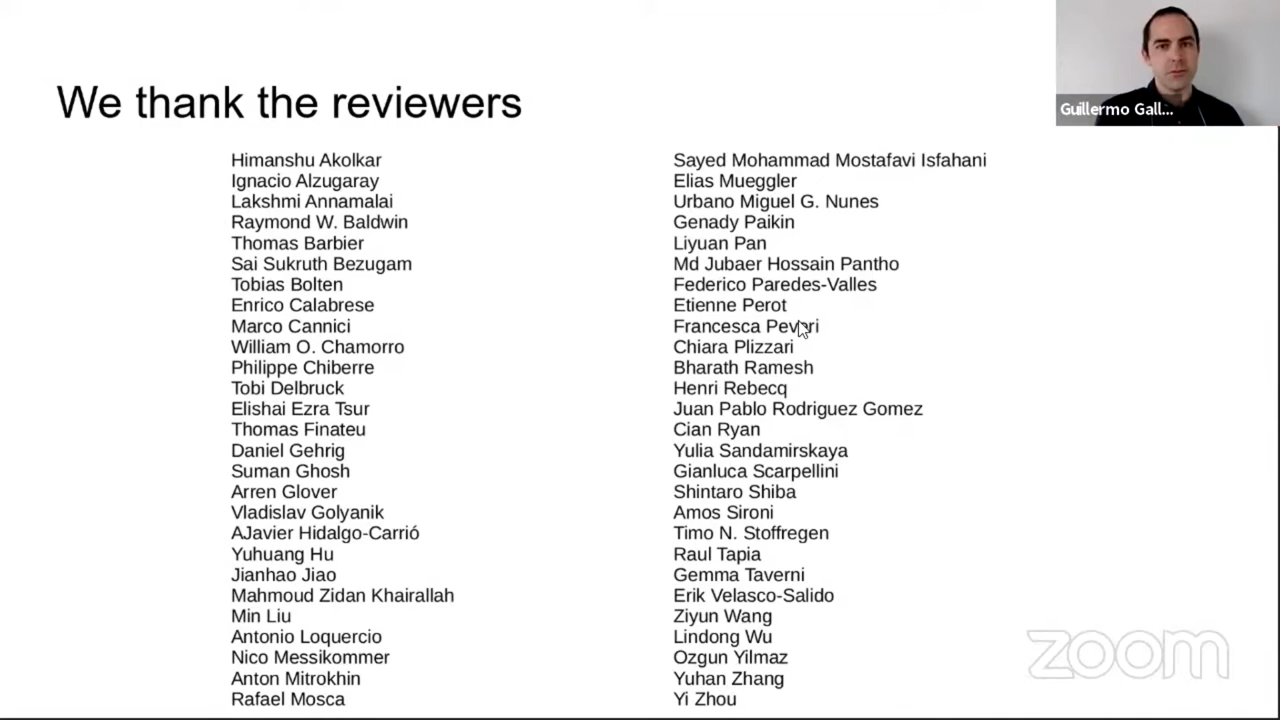 We thank the reviewers
Guillermo Gall...
Himanshu Akolkar
Ignacio Alzugaray
Lakshmi Annamalai
Raymond W. Baldwin
Thomas Barbier
Sai Sukruth Bezugam
Tobias Bolten
Enrico Calabrese
Marco Cannici
William O. Chamorro
Philippe Chiberre
Tobi Delbruck
Elishai Ezra Tsur
Thomas Finateu
Daniel Gehrig
Suman Ghosh
Arren Glover
Vladislav Golyanik
AJavier Hidalgo-Carrió
Yuhuang Hu
Jianhao Jiao
Mahmoud Zidan Khairallah
Min Liu
Antonio Loquercio
Nico Messikommer
Anton Mitrokhin
Rafael Mosca
Sayed Mohammad Mostafavi Isfahani
Elias Mueggler
Urbano Miguel G. Nunes
Genady Paikin
Liyuan Pan
Md Jubaer Hossain Pantho
Federico Paredes-Valles
Etienne Perot
Francesca
Chiara Plizzari
Bharath Ramesh
Henri Rebecq
Juan Pablo Rodriguez Gomez
Cian Ryan
Yulia Sandamirskaya
Gianluca Scarpellini
Shintaro Shiba
Amos Sironi
Timo N. Stoffregen
Raul Tapia
Gemma Taverni
Erik Velasco-Salido
Ziyun Wang
Lindong Wu
Ozgun Yilmaz
Yuhan Zhang
Yi Zhou
zoom